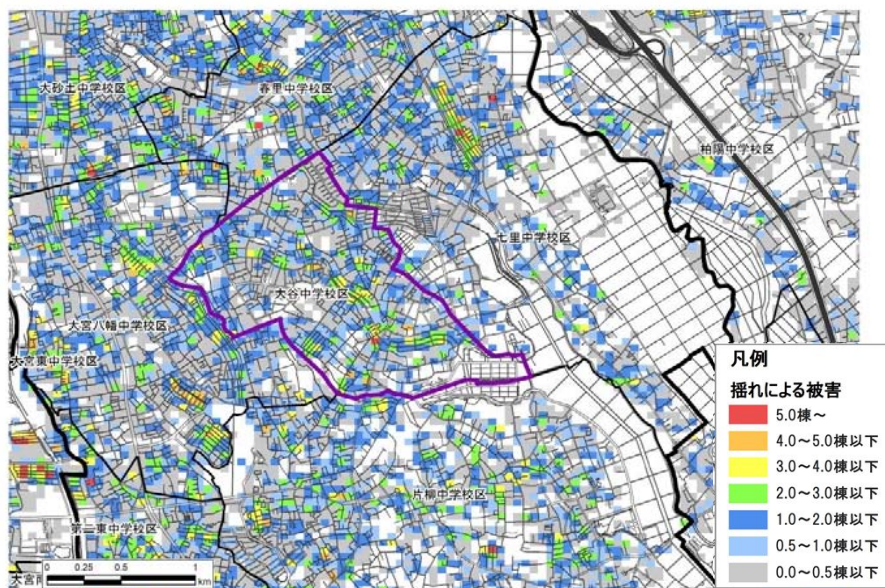 大砂土中学校区
春里中学校区
柏陽中学校区
七里中学校区
大谷中学校区
大宮八幡中学校区
大宮東中学校区
片柳中学校区
第二東中学校区
凡例
揺れによる被害
5.0棟～
4.0～5.0棟以下
3.0～4.0棟以下
2.0～3.0棟以下
1.0～2.0棟以下
0.5～1.0棟以下
0.0～0.5棟以下
0 0.25 0.5 1
km
大宮南